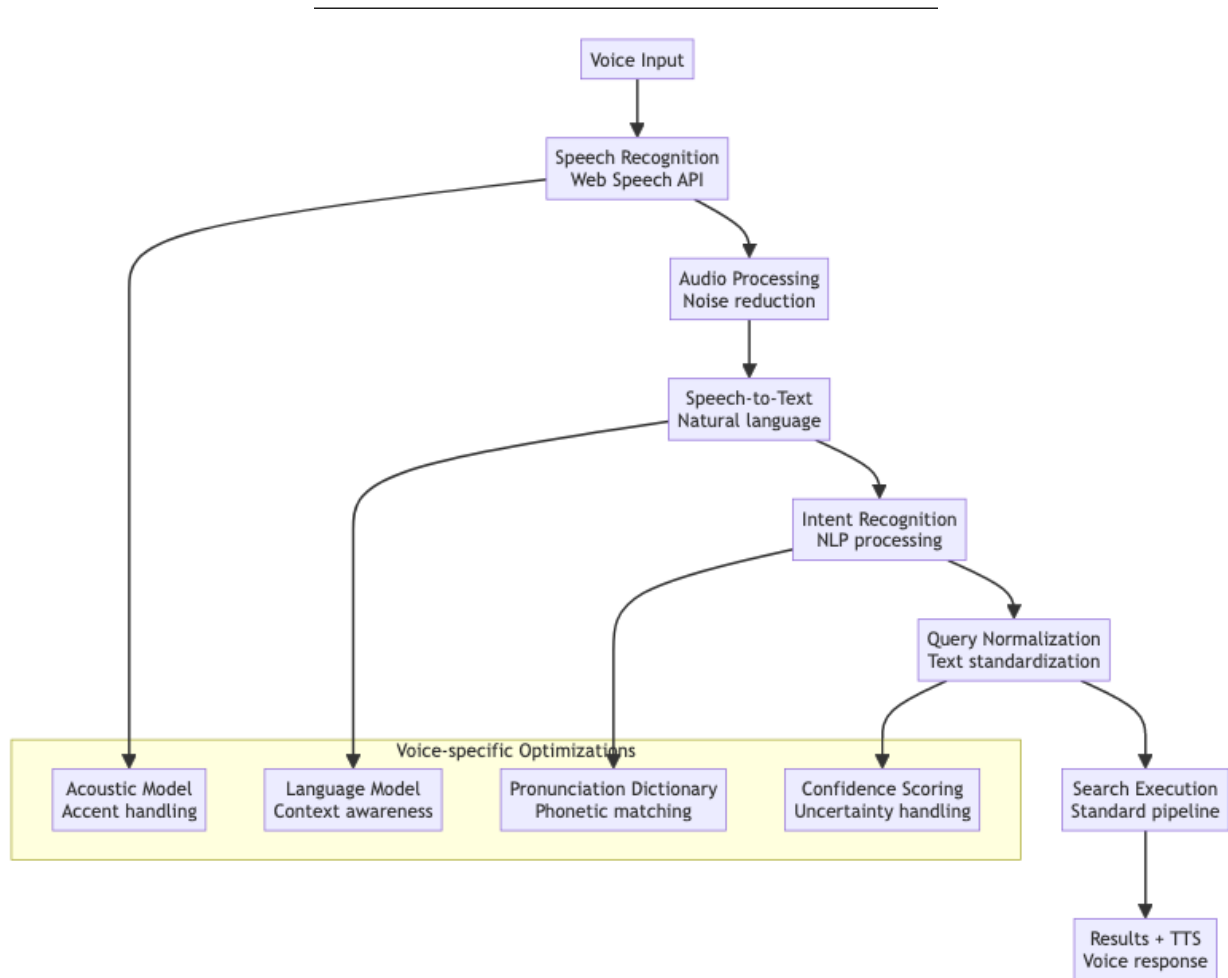 Voice Input
Speech Recognition
Web Speech API
Audio Processing
Noise reduction
Speech-to-Text
Natural language
Intent Recognition
NLP processing
Query Normalization
Text standardization
Voice-specific Optimizations
Acoustic Model
Accent handling
Language Model
Context awareness
Pronunciation Dictionary
Phonetic matching
Confidence Scoring
Uncertainty handling
Search Execution
Standard pipeline
Results + TTS
Voice response